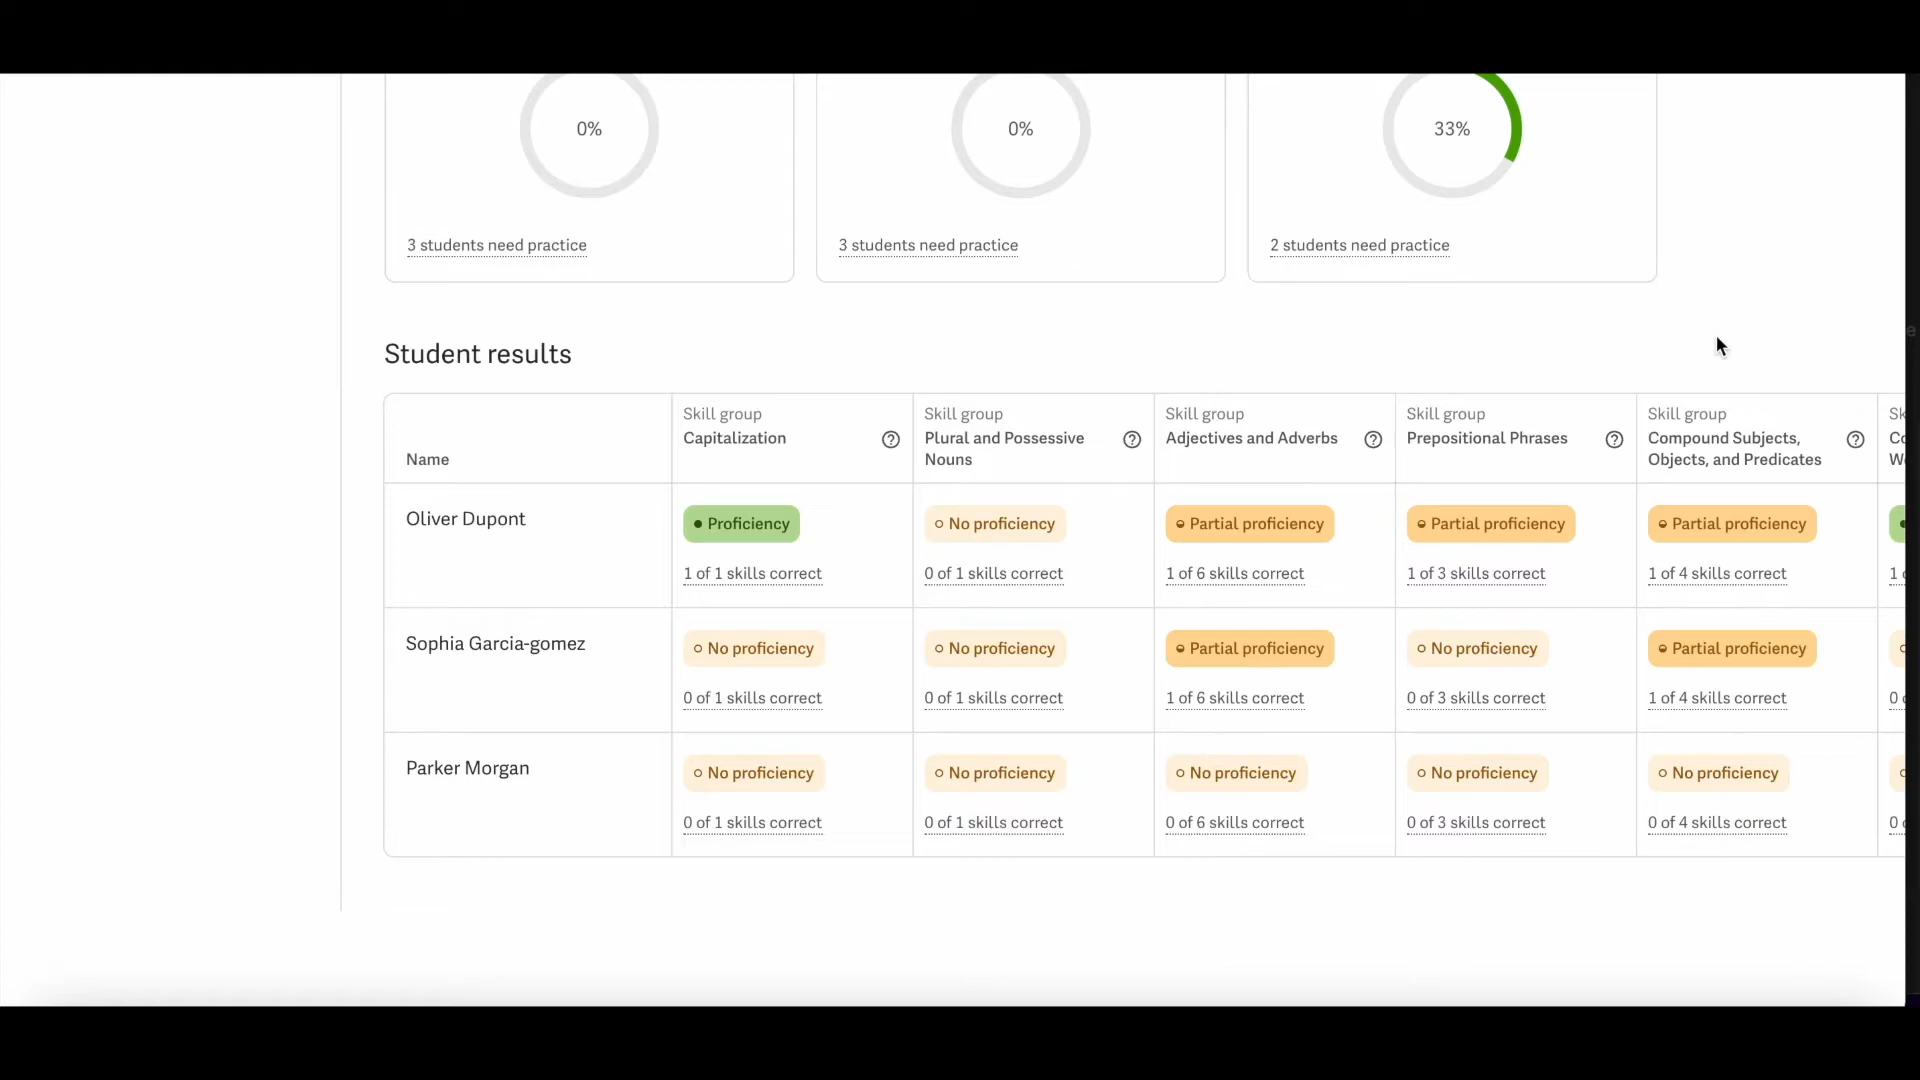 0%
0%
33%
3 students need practice
3 students need practice
2 students need practice
Student results
Name
Skill group
Capitalization
Skill group
Plural and Possessive
Nouns
Skill group
Adjectives and Adverbs
Skill group
Prepositional Phrases
Skill group
Compound Subjects,
Objects, and Predicates
Oliver Dupont
Proficiency
1 of 1 skills correct
No proficiency
0 of 1 skills correct
Partial proficiency
1 of 6 skills correct
Partial proficiency
1 of 3 skills correct
Partial proficiency
1 of 4 skills correct
Sophia Garcia-gomez
No proficiency
0 of 1 skills correct
No proficiency
0 of 1 skills correct
Partial proficiency
1 of 6 skills correct
No proficiency
0 of 3 skills correct
Partial proficiency
1 of 4 skills correct
Parker Morgan
No proficiency
0 of 1 skills correct
No proficiency
0 of 1 skills correct
No proficiency
0 of 6 skills correct
No proficiency
0 of 3 skills correct
No proficiency
0 of 4 skills correct